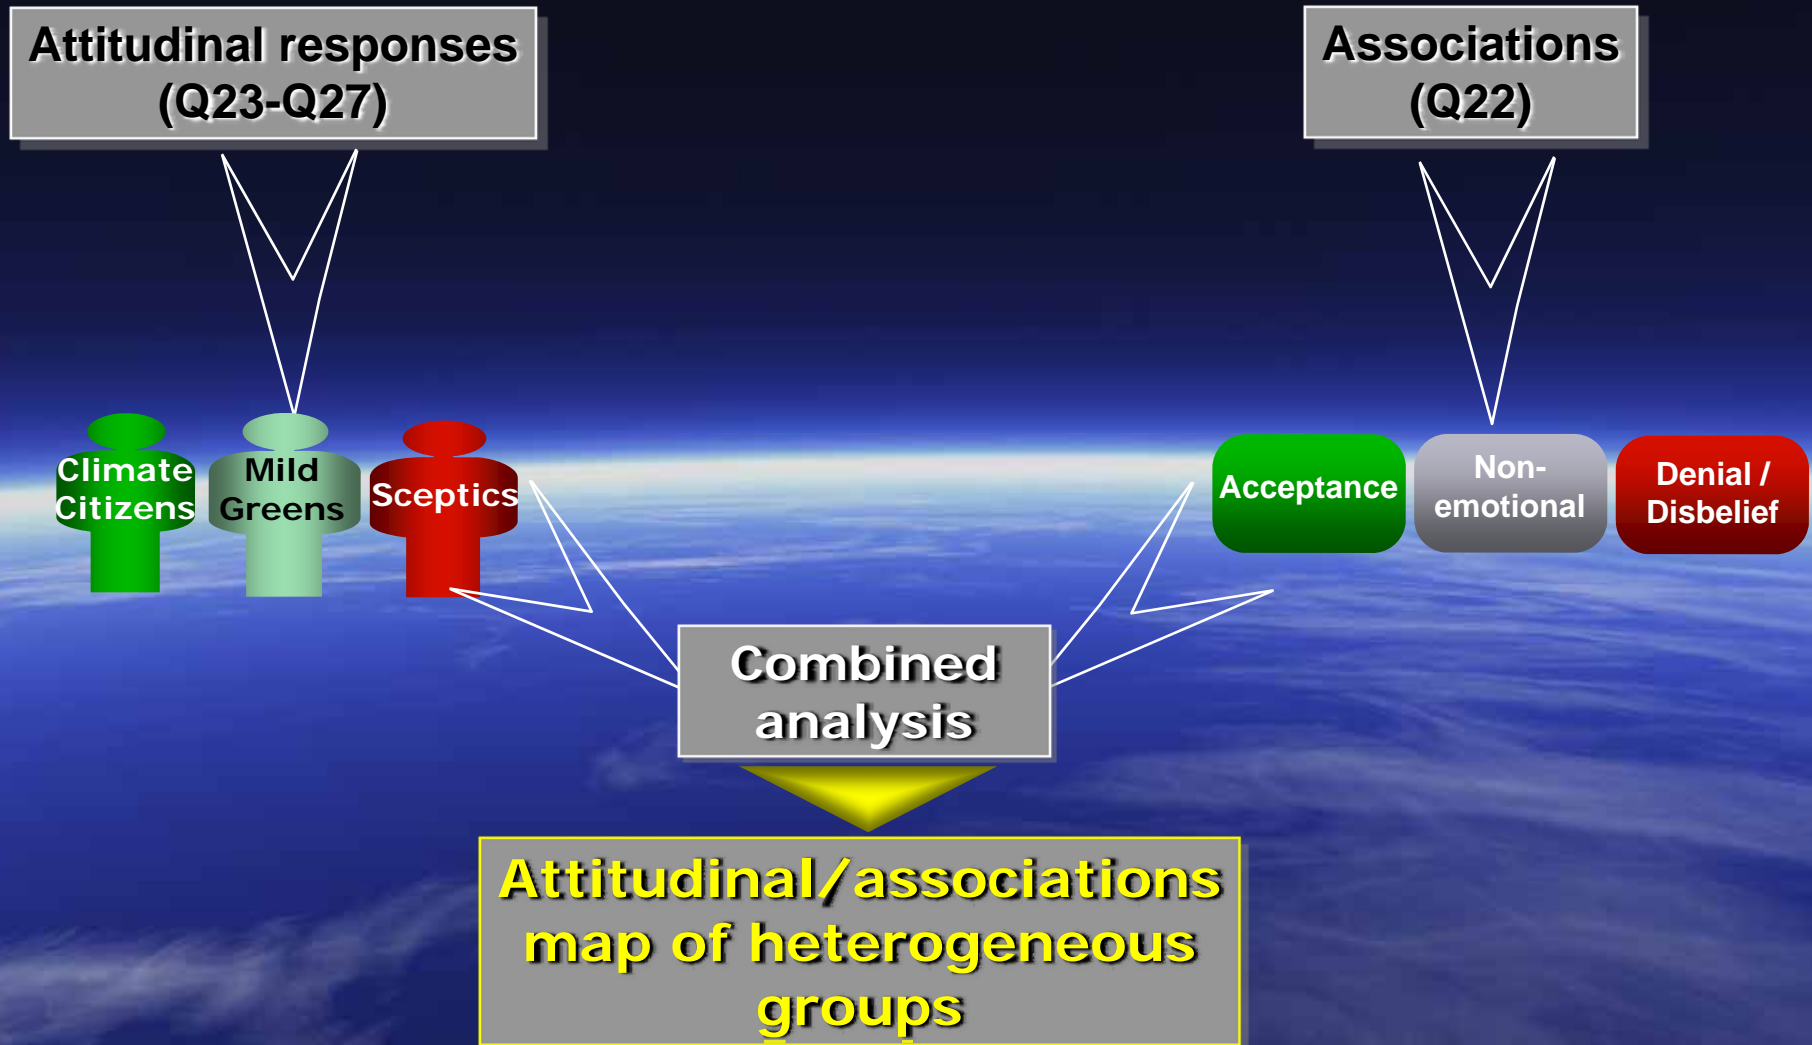 Attitudinal responses
(Q23-Q27)
Associations
(Q22)
Climate
Citizens
Mild
Greens
Sceptics
Acceptance
Non-
emotional
Denial /
Disbelief
Combined
analysis
Attitudinal/associations
map of heterogeneous
groups